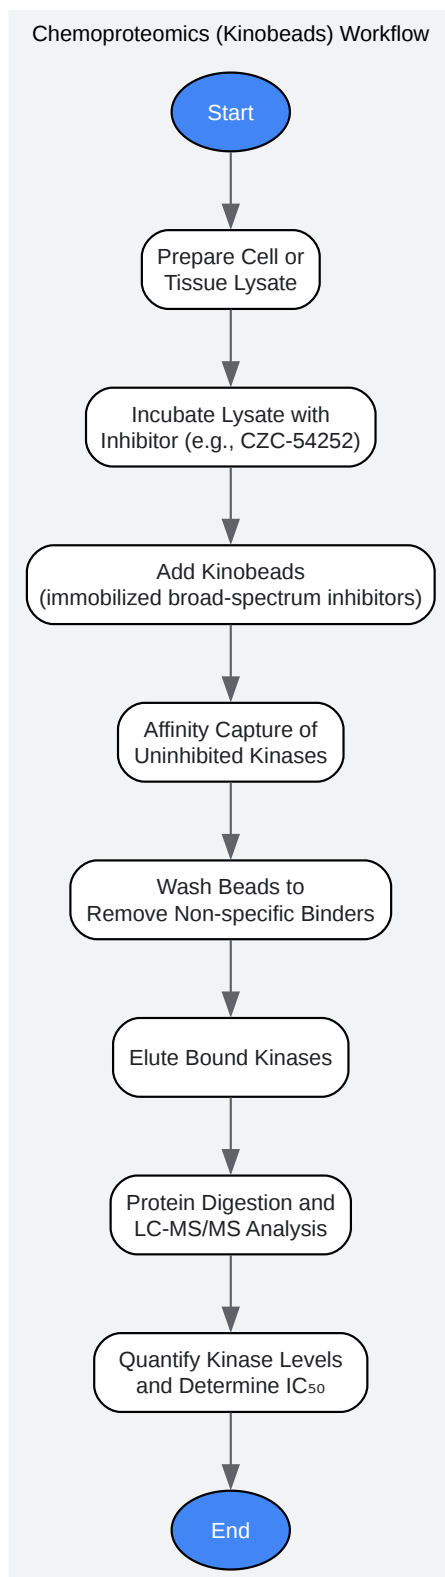 Chemoproteomics (Kinobeads) Workflow
Start
Prepare Cell or
Tissue Lysate
Incubate Lysate with
Inhibitor (e.g., CZC-54252)
Add Kinobeads
(immobilized broad-spectrum inhibitors)
Affinity Capture of
Uninhibited Kinases
Wash Beads to
Remove Non-specific Binders
Elute Bound Kinases
Protein Digestion and
LC-MS/MS Analysis
Quantify Kinase Levels
and Determine IC₅₀
End